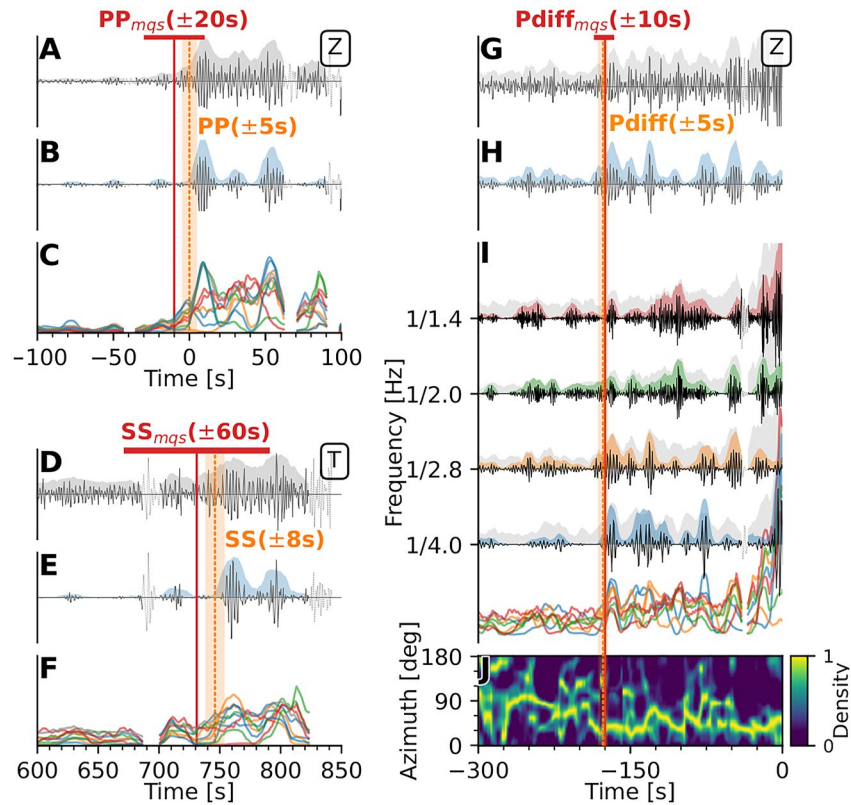 PPmqs(±20s)
A
Z
PP(±5s)
B
C
−100 −50 0 50 100
Time [s]
SSmqs(±60s)
D
T
SS(±8s)
E
F
600 650 700 750 800 850
Time [s]
Pdiffmqs(±10s)
G
Z
Pdiff(±5s)
H
I
1/1.4
1/2.0
1/2.8
1/4.0
Frequency [Hz]
J
180
90
0
Azimuth [deg]
1
0
Density
−300 −150 0
Time [s]